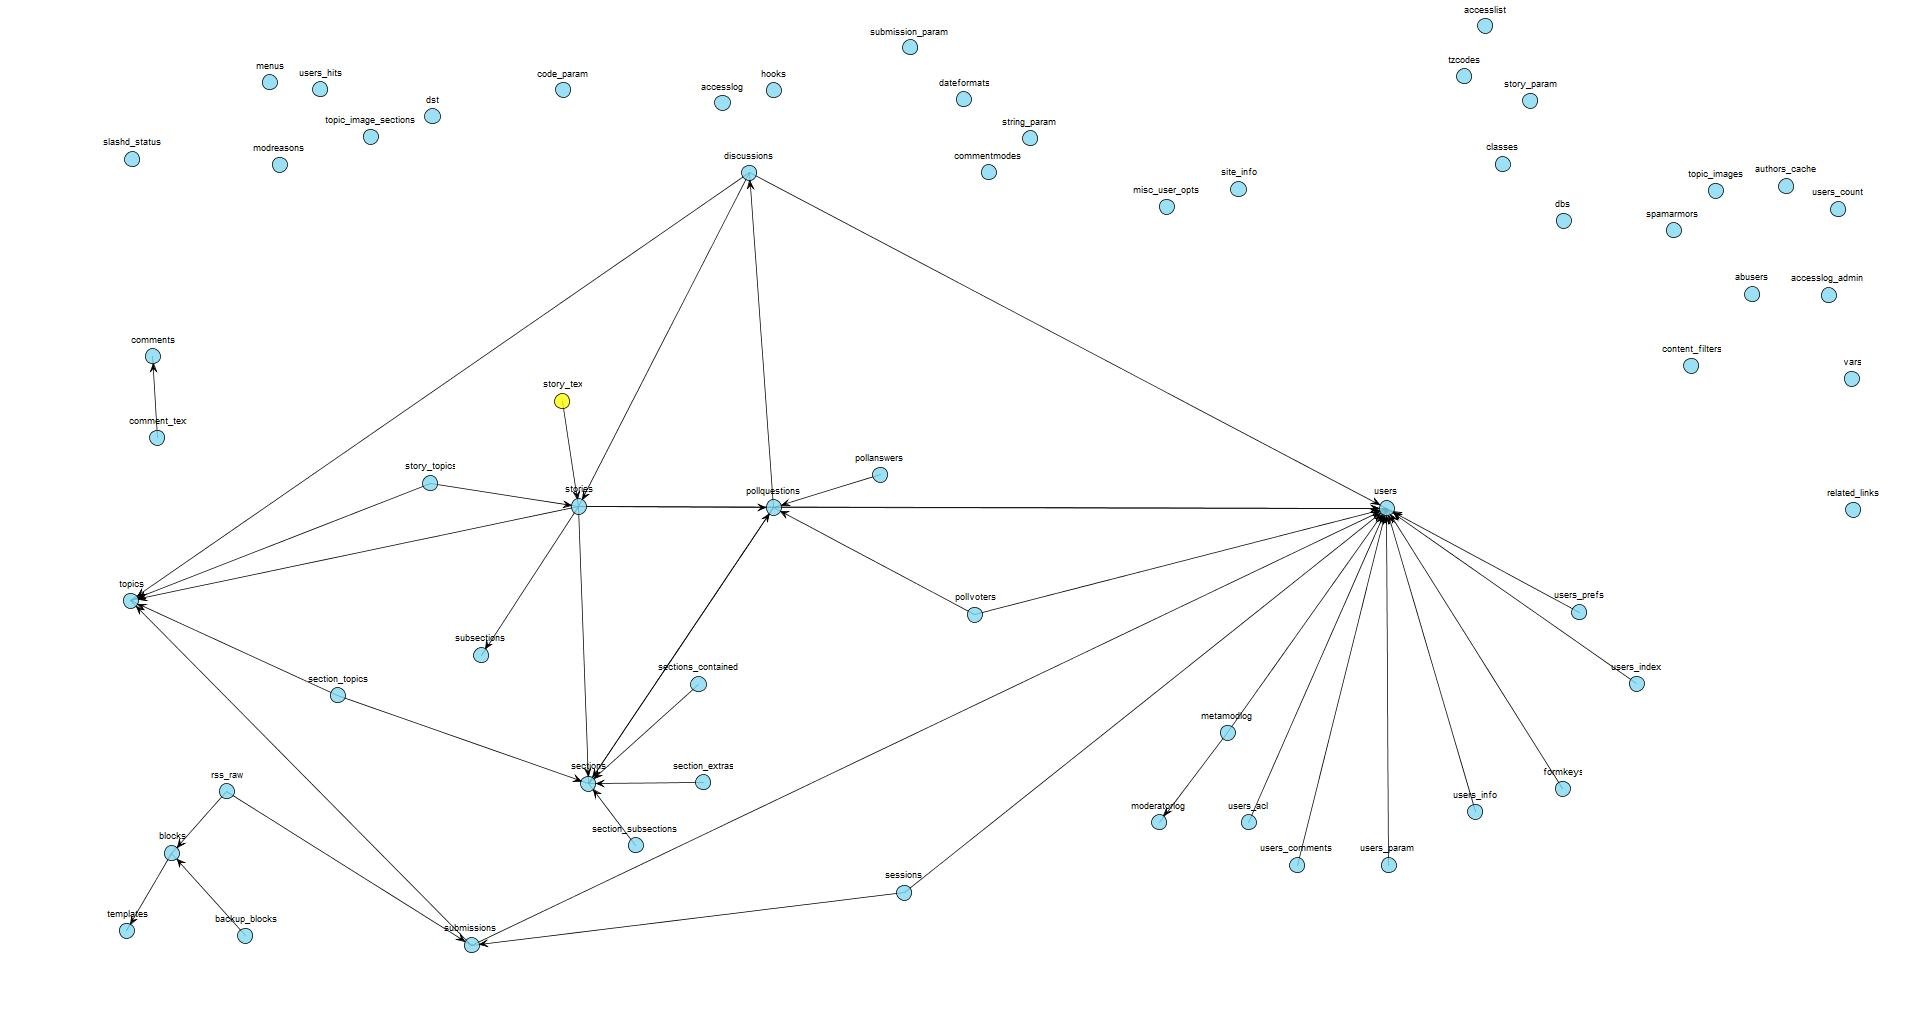 accesslist
submission_param
tzcodes
menus
users_hits
code_param
hooks
accesslog
dateformats
story_param
dst
topic_image_sections
string_param
slashd_status
modreasons
discussions
commentmodes
classes
misc_user_opts
site_info
topic_images
authors_cache
users_count
dbs
spamarmors
abusers
accesslog_admin
comments
content_filters
vars
story_tex
comment_tex
story_topics
pollanswers
stories
pollquestions
users
related_links
topics
pollvoters
users_prefs
subsections
sections_contained
users_index
section_topics
metamodlog
sections
section_extras
rss_raw
formkeys
users_info
moderatorlog
users_acl
section_subsections
blocks
users_comments
users_param
sessions
templates
backup_blocks
submissions